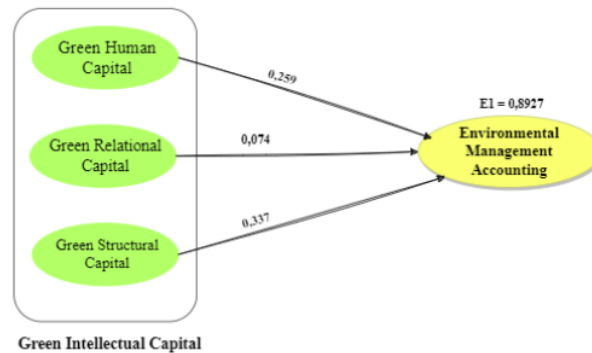 Green Human
Capital
0,259
E1 = 0,8927
Green Relational
Capital
0,074
Environmental
Management
Accounting
Green Structural
Capital
0,337
Green Intellectual Capital